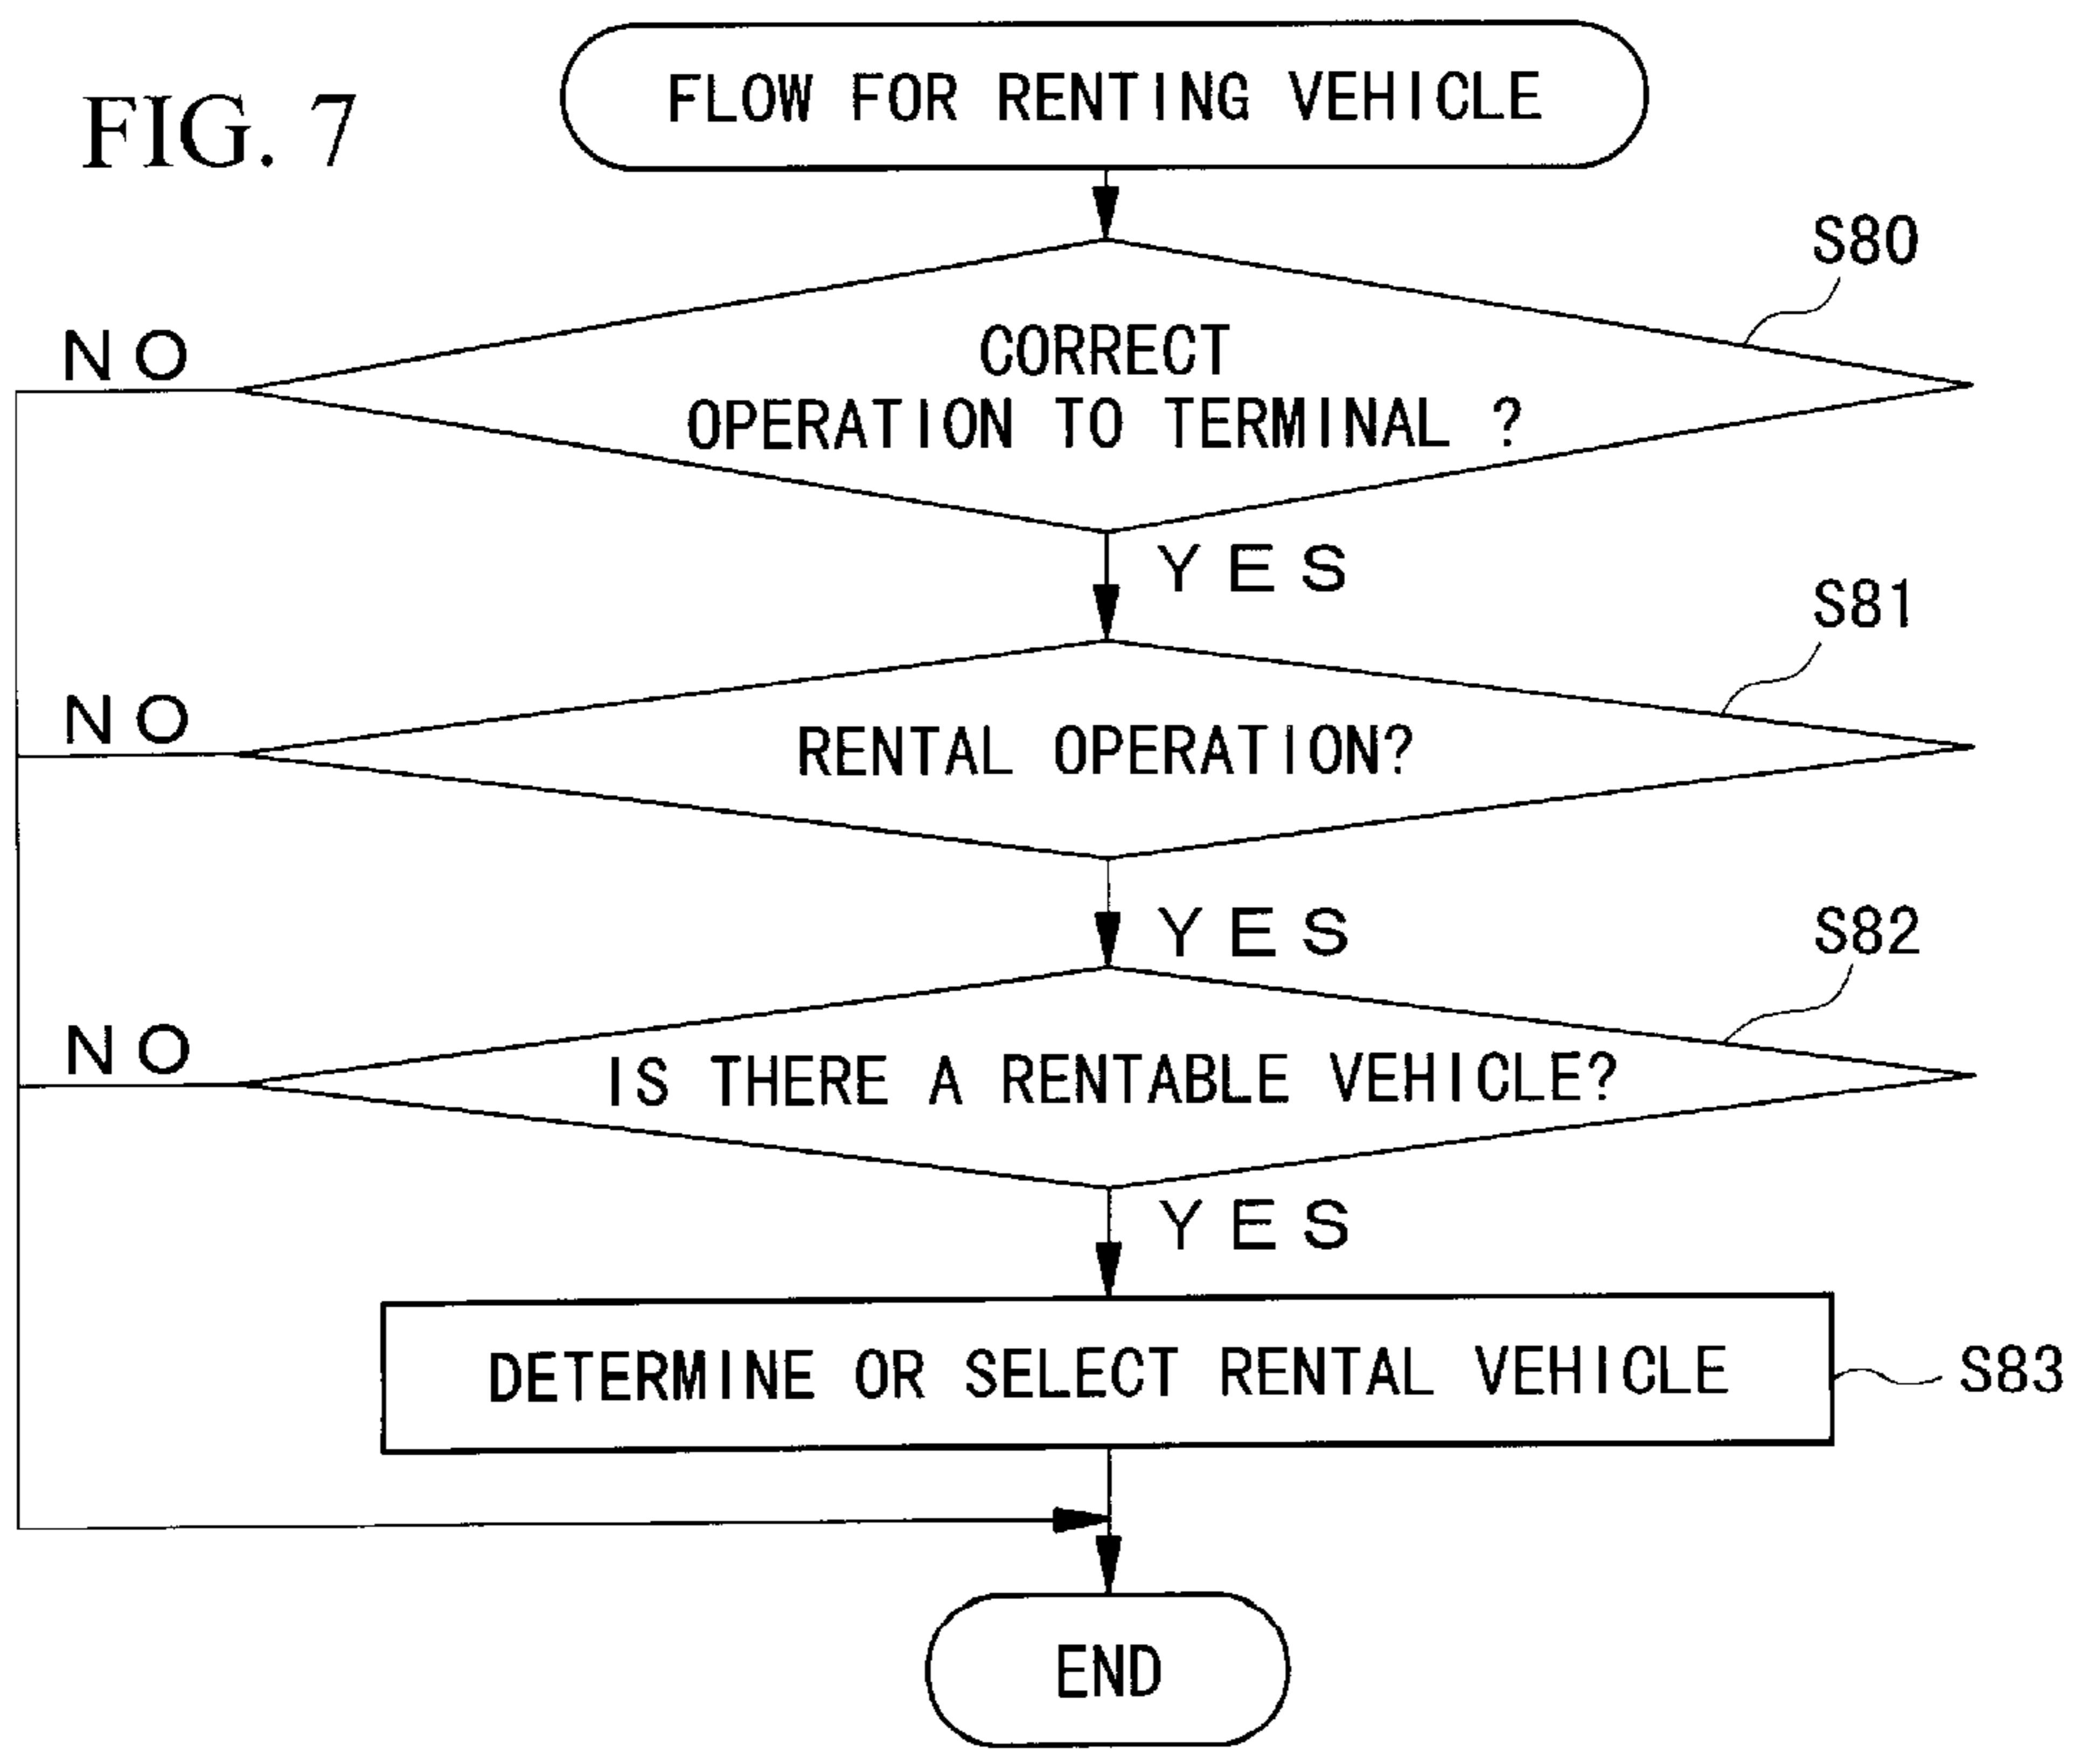 FIG. 7
FLOW FOR RENTING VEHICLE
S80
NO
CORRECT
OPERATION TO TERMINAL ?
YES
S81
NO
RENTAL OPERATION?
YES
S82
NO
IS THERE A RENTABLE VEHICLE?
YES
DETERMINE OR SELECT RENTAL VEHICLE
S83
END